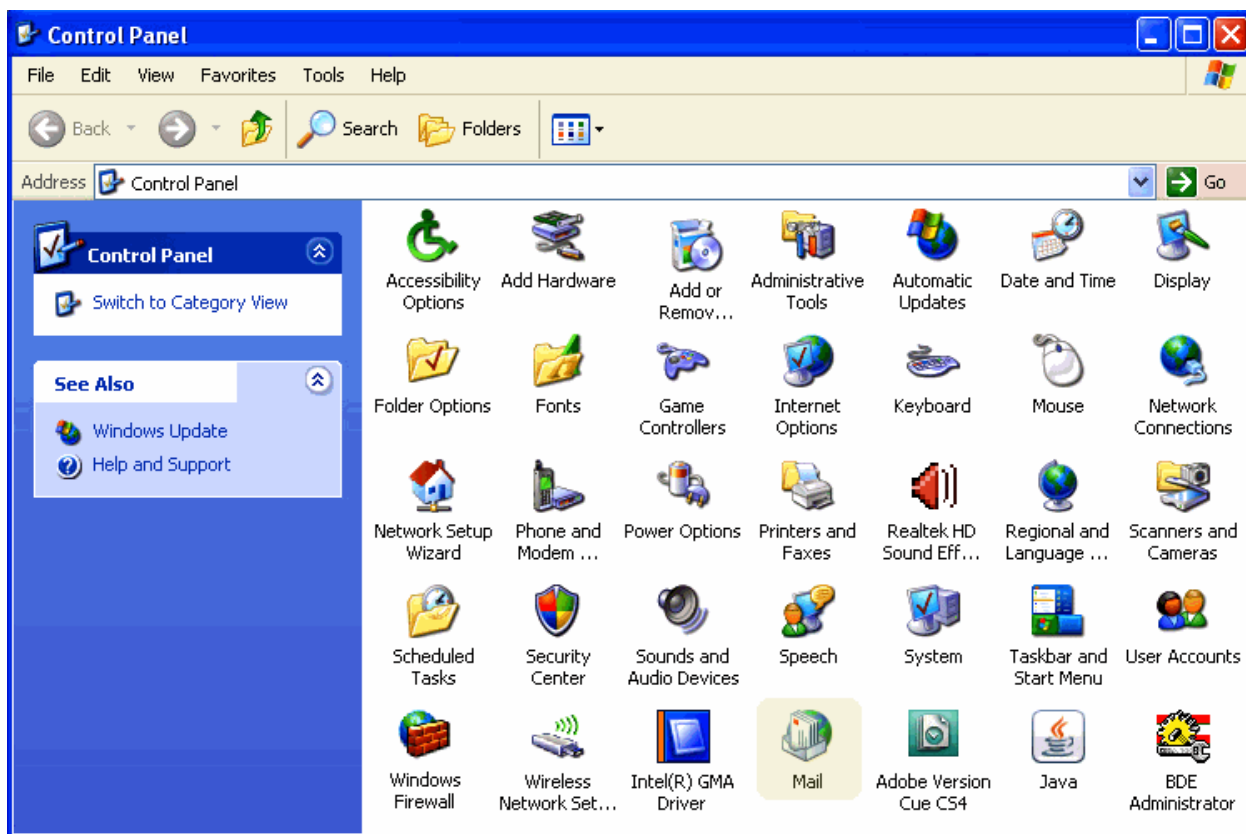 Control Panel
File Edit View Favorites Tools Help
Back Search Folders
Address Control Panel Go
Control Panel
Switch to Category View
See Also
Windows Update
Help and Support
Accessibility
Options
Add Hardware
Add or
Remov...
Administrative
Tools
Automatic
Updates
Date and Time
Display
Folder Options
Fonts
Game
Controllers
Internet
Options
Keyboard
Mouse
Network
Connections
Network Setup
Wizard
Phone and
Modem ...
Power Options
Printers and
Faxes
Realtek HD
Sound Eff...
Regional and
Language ...
Scanners and
Cameras
Scheduled
Tasks
Security
Center
Sounds and
Audio Devices
Speech
System
Taskbar and
Start Menu
User Accounts
Windows
Firewall
Wireless
Network Set...
Intel(R) GMA
Driver
Mail
Adobe Version
Cue CS4
Java
BDE
Administrator